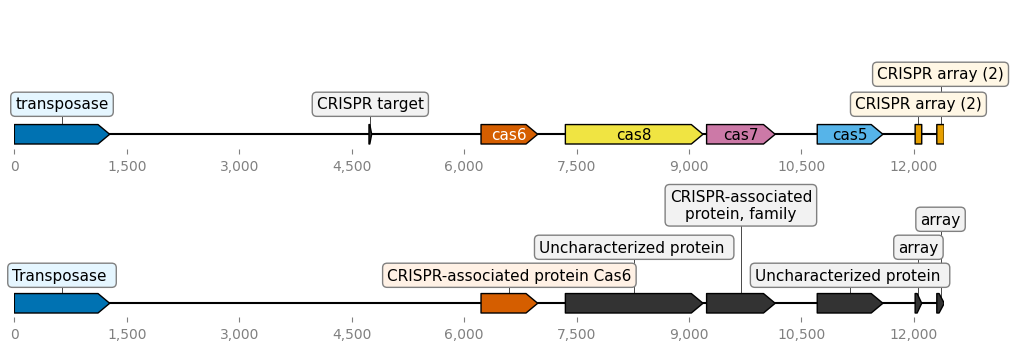 CRISPR array (2)
transposase
CRISPR target
CRISPR array (2)
cas6
cas8
cas7
cas5
0
1,500
3,000
4,500
6,000
7,500
9,000
10,500
12,000
CRISPR-associated
protein, family
array
Uncharacterized protein
array
Transposase
CRISPR-associated protein Cas6
Uncharacterized protein
0
1,500
3,000
4,500
6,000
7,500
9,000
10,500
12,000